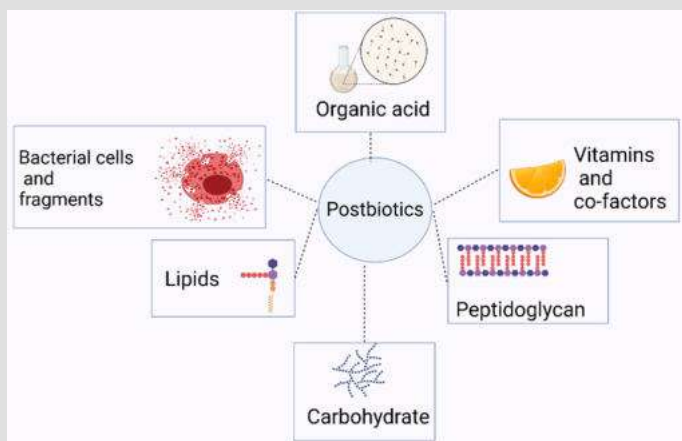 Organic acid
Bacterial cells
and
fragments
Vitamins
and
co-factors
Postbiotics
Lipids
Peptidoglycan
Carbohydrate